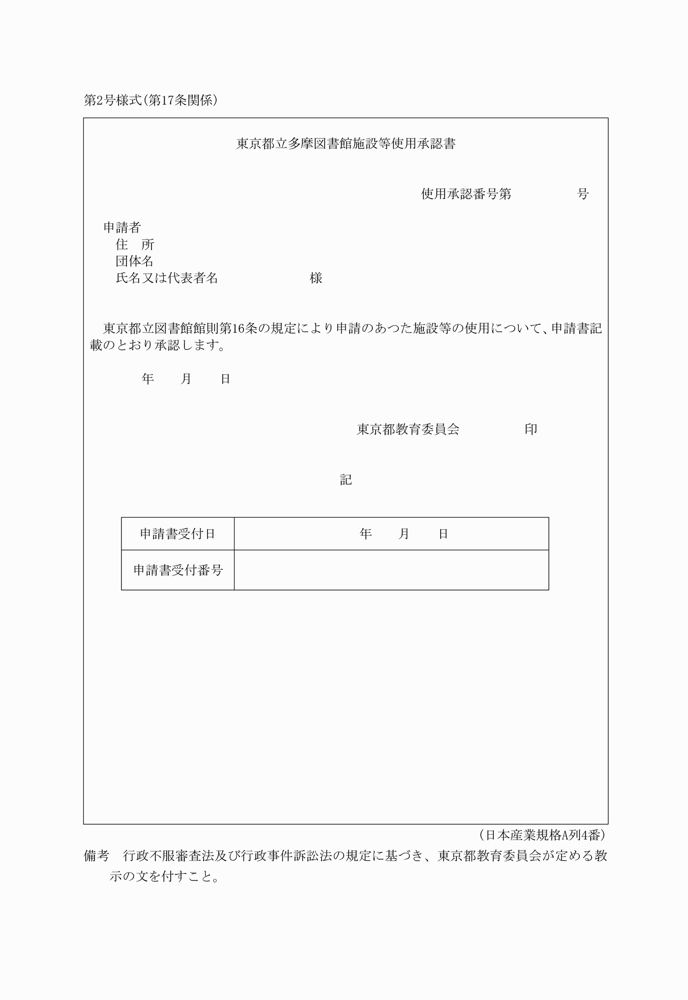 第2号様式(第17条関係)
東京都立多摩図書館施設等使用承認書
使用承認番号第　　　　　号
申請者
住　所
団体名
氏名又は代表者名　　　　　　　様
東京都立図書館館則第16条の規定により申請のあつた施設等の使用について、申請書記
載のとおり承認します。
年　　月　　日
東京都教育委員会　　　　　印
記
申請書受付日　　年　　月　　日
申請書受付番号
(日本産業規格A列4番)
備考　行政不服審査法及び行政事件訴訟法の規定に基づき、東京都教育委員会が定める教
示の文を付すこと。